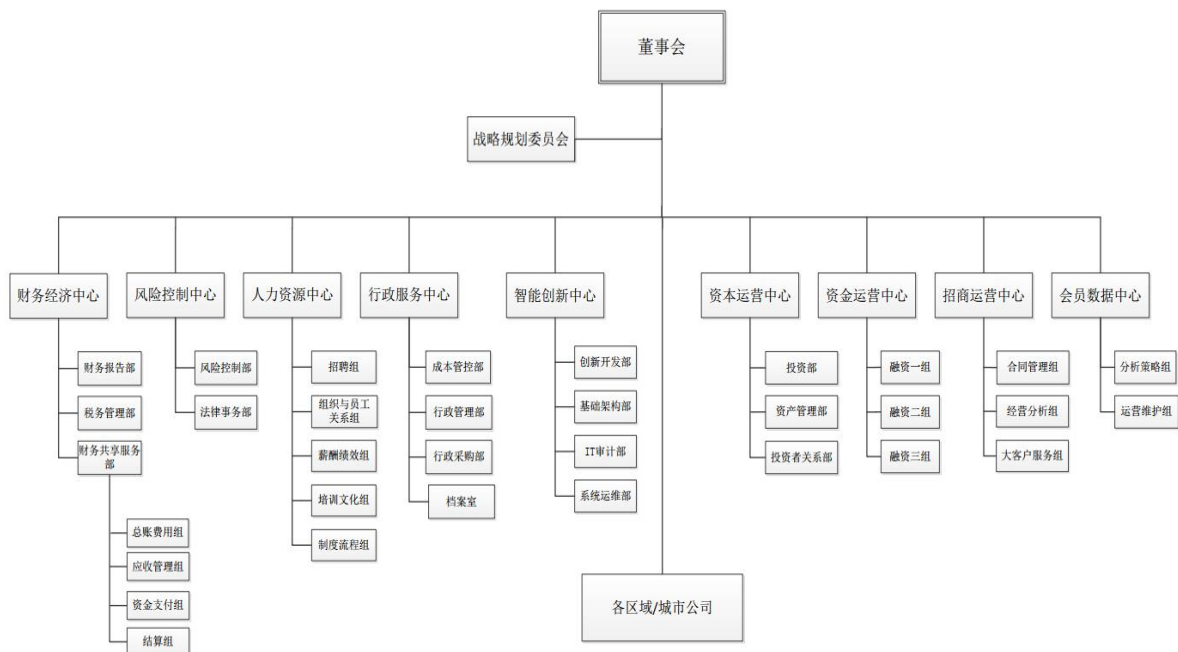 董事会
战略规划委员会
财务经济中心
风险控制中心
人力资源中心
行政服务中心
智能创新中心
资本运营中心
资金运营中心
招商运营中心
会员数据中心
财务报告部
税务管理部
财务共享服务
部
总账费用组
应收管理组
资金支付组
结算组
风险控制部
法律事务部
招聘组
组织与员工
关系组
薪酬绩效组
培训文化组
制度流程组
成本管控部
行政管理部
行政采购部
档案室
创新开发部
基础架构部
IT审计部
系统运维部
投资部
资产管理部
投资者关系部
融资一组
融资二组
融资三组
合同管理组
经营分析组
大客户服务组
分析策略组
运营维护组
各区域/城市公司